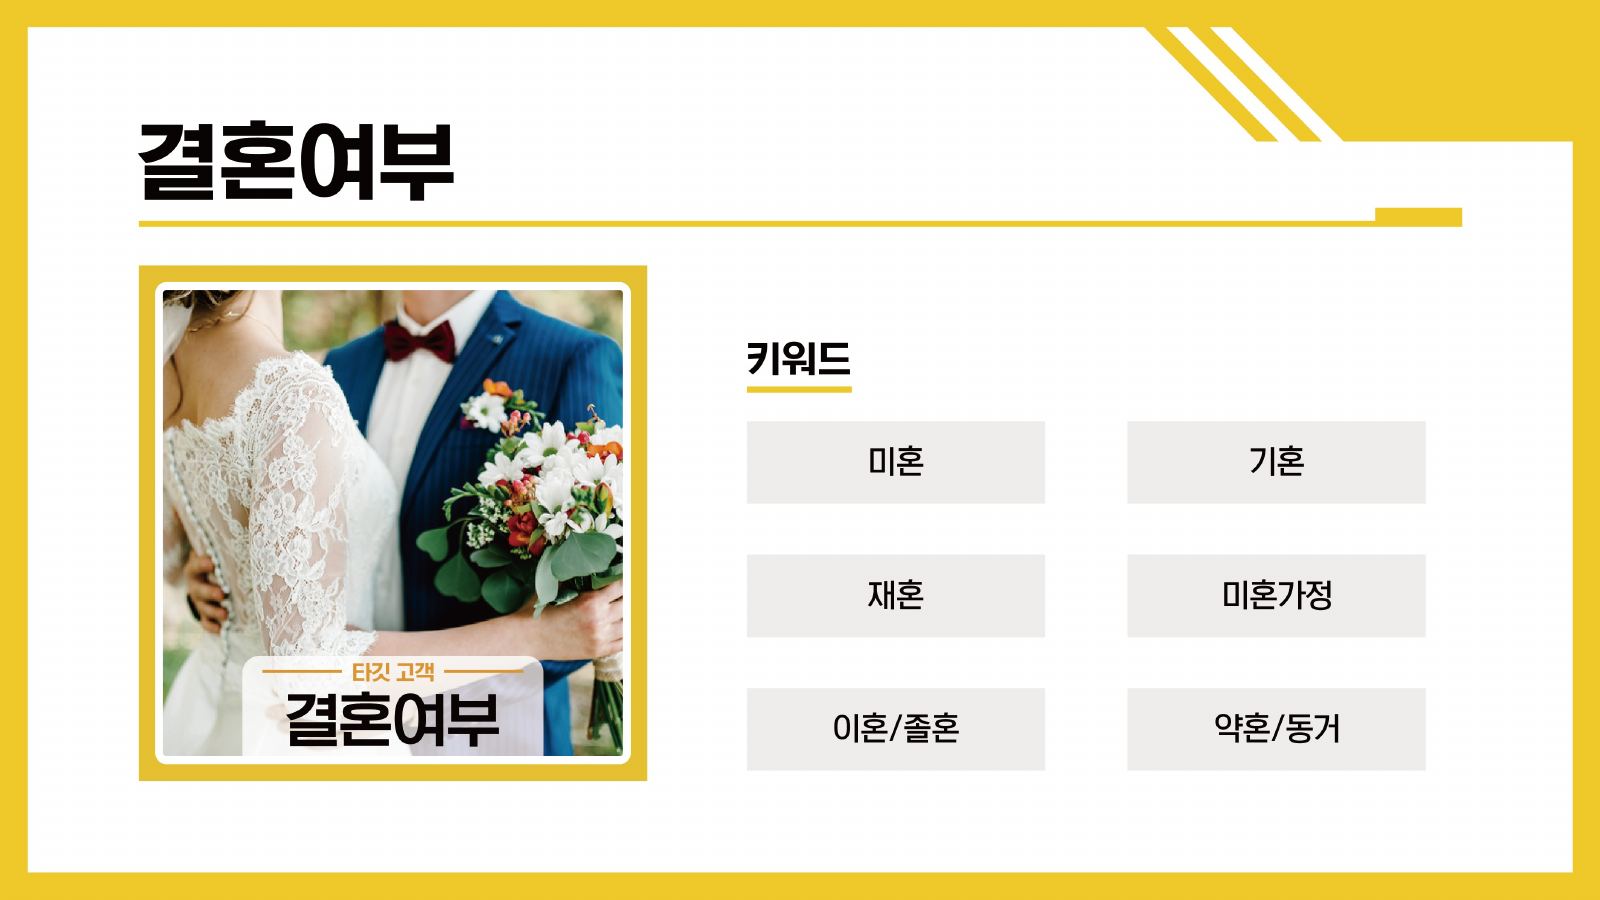 결혼여부
타깃 고객
결혼여부
키워드
미혼
기혼
재혼
미혼가정
이혼/졸혼
약혼/동거